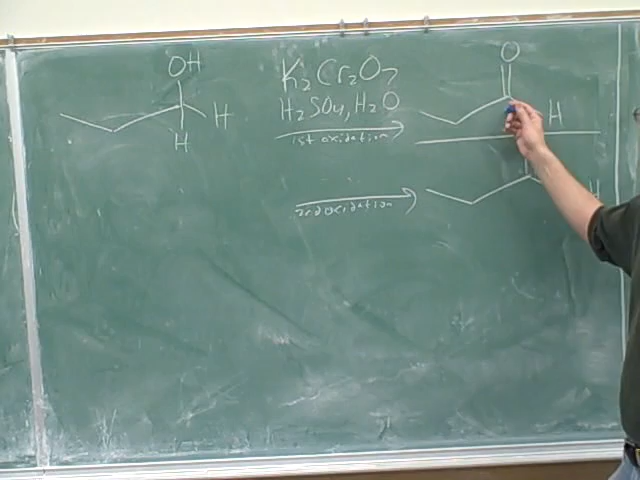 OH
H
H
K2Cr2O7
H2SO4, H2O
1st oxidation
O
H
2nd oxidation